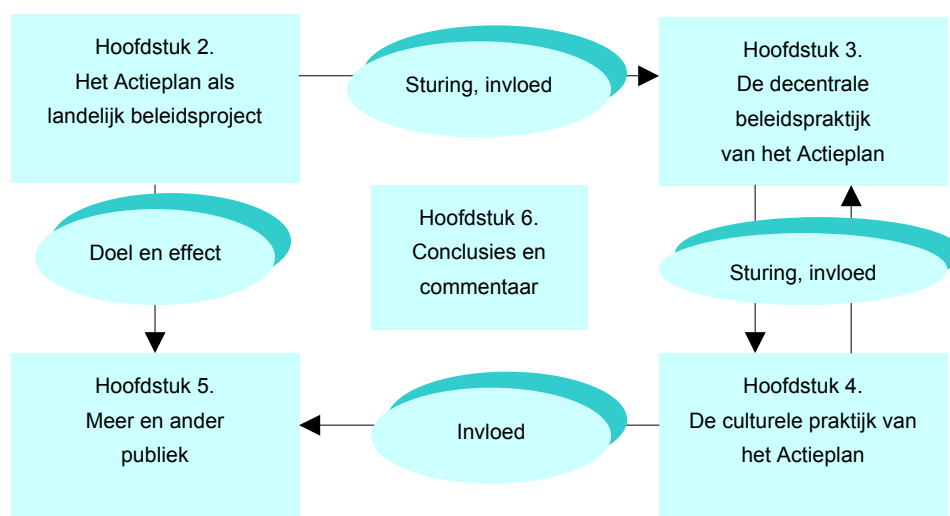 Hoofdstuk 2.
Het Actieplan als
landelijk beleidsproject
Sturing, invloed
Hoofdstuk 3.
De decentrale
beleidspraktijk
van het Actieplan
Doel en effect
Hoofdstuk 6.
Conclusies en
commentaar
Sturing, invloed
Hoofdstuk 5.
Meer en ander
publiek
Invloed
Hoofdstuk 4.
De culturele praktijk van
het Actieplan